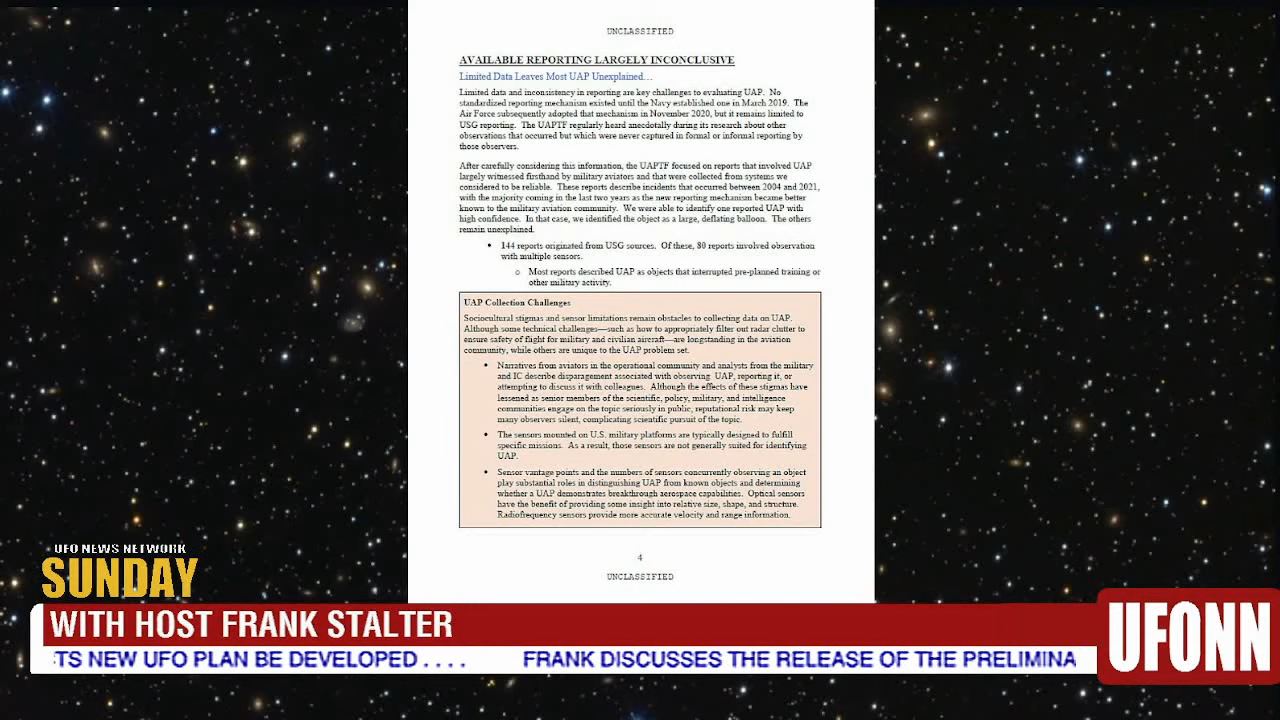 UNCLASSIFIED
AVAILABLE REPORTING LARGELY INCONCLUSIVE
Limited Data Leaves Most UAP Unexplained…
Limited data and inconsistency in reporting are key challenges to evaluating UAP. No
standardized reporting mechanism existed until the Navy established one in March 2019. The
Air Force subsequently adopted that mechanism in November 2020, but it remains limited to
USG reporting. The UAPTF regularly heard anecdotally during its research about other
observations that occurred but which were never captured in formal or informal reporting by
those observers.
After carefully considering this information, the UAPTF focused on reports that involved UAP
largely witnessed firsthand by military aviators and that were collected from systems we
considered to be reliable. These reports describe incidents that occurred between 2004 and 2021,
with the majority coming in the last two years as the new reporting mechanism became better
known to the military aviation community. We were able to identify one reported UAP with
high confidence. In that case, we identified the object as a large, deflating balloon. The others
remain unexplained.
• 144 reports originated from USG sources. Of these, 80 reports involved observation
with multiple sensors.
o Most reports described UAP as objects that interrupted pre-planned training or
other military activity.
UAP Collection Challenges
Sociocultural stigmas and sensor limitations remain obstacles to collecting data on UAP.
Although some technical challenges—such as how to appropriately filter out radar clutter to
ensure safety of flight for military and civilian aircraft—are longstanding in the aviation
community, while others are unique to the UAP problem set.
• Narratives from aviators in the operational community and analysts from the military
and IC describe disparagement associated with observing UAP, reporting it, or
attempting to discuss it with colleagues. Although the effects of these stigmas have
lessened as senior members of the scientific, policy, military, and intelligence
communities engage on the topic seriously in public, reputational risk may keep
many observers silent, complicating scientific pursuit of the topic.
• The sensors mounted on U.S. military platforms are typically designed to fulfill
specific missions. As a result, those sensors are not generally suited for identifying
UAP.
• Sensor vantage points and the numbers of sensors concurrently observing an object
play substantial roles in distinguishing UAP from known objects and determining
whether a UAP demonstrates breakthrough aerospace capabilities. Optical sensors
have the benefit of providing some insight into relative size, shape, and structure.
Radiofrequency sensors provide more accurate velocity and range information.
4
UNCLASSIFIED
UFO NEWS NETWORK
SUNDAY
WITH HOST FRANK STALTER
TS NEW UFO PLAN BE DEVELOPED . . . . FRANK DISCUSSES THE RELEASE OF THE PRELIMINA
UFONN